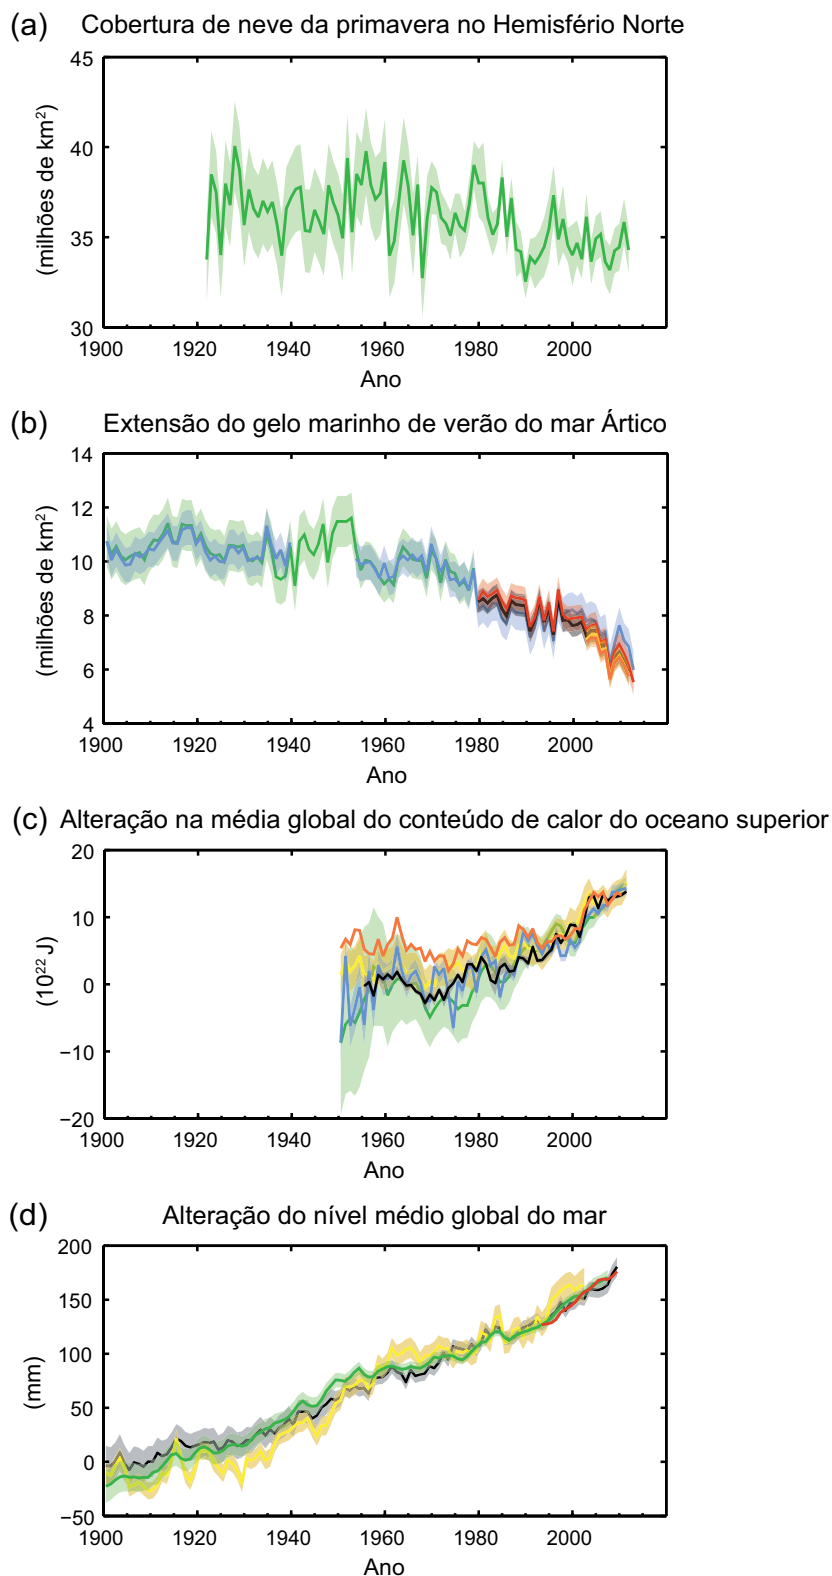 (a) Cobertura de neve da primavera no Hemisfério Norte
45
40
35
30
(milhões de km²)
1900 1920 1940 1960 1980 2000
Ano
(b) Extensão do gelo marinho de verão do mar Ártico
14
12
10
8
6
4
(milhões de km²)
1900 1920 1940 1960 1980 2000
Ano
(c) Alteração na média global do conteúdo de calor do oceano superior
20
10
0
−10
−20
(10²² J)
1900 1920 1940 1960 1980 2000
Ano
(d) Alteração do nível médio global do mar
200
150
100
50
0
−50
(mm)
1900 1920 1940 1960 1980 2000
Ano